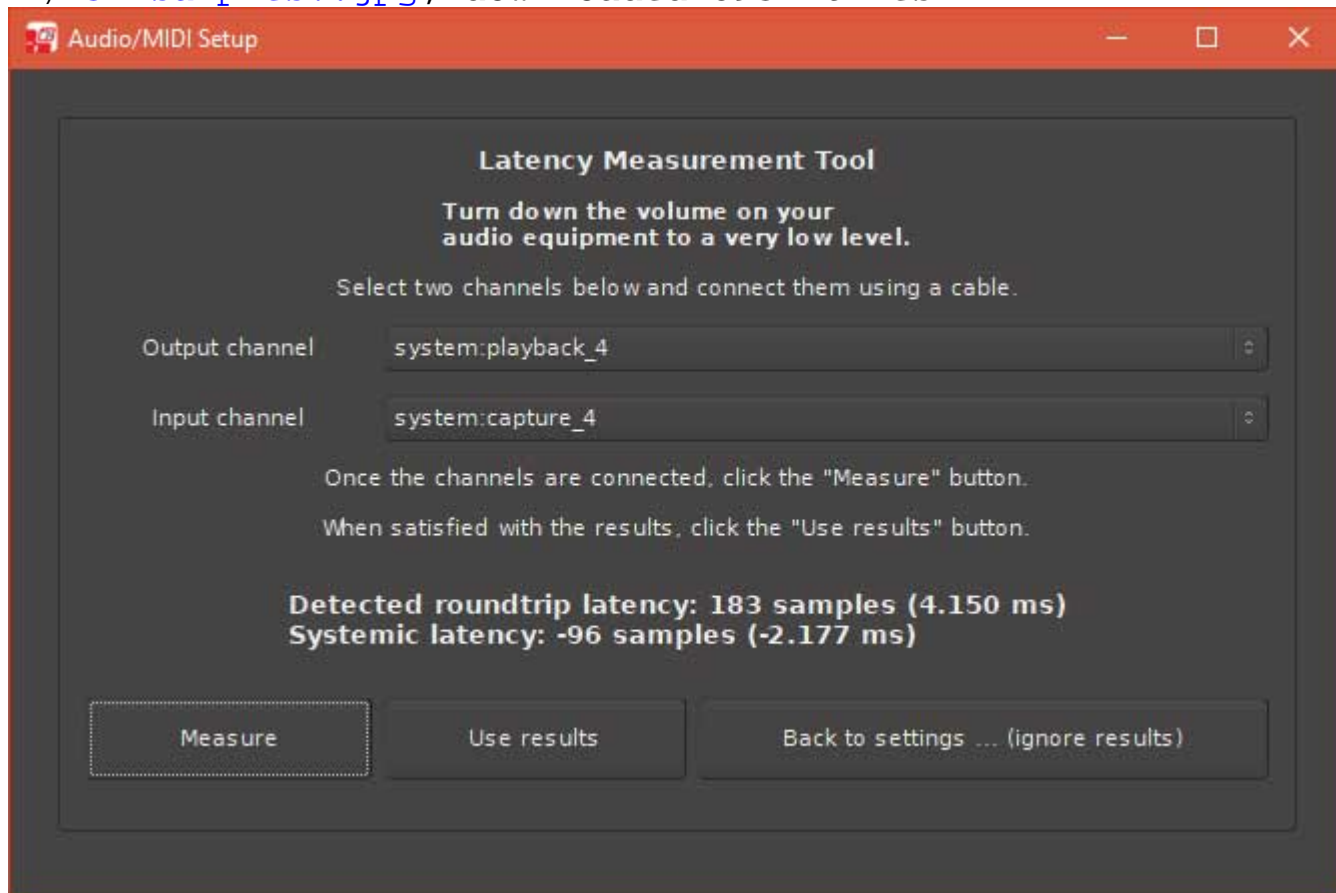 Audio/MIDI Setup
Latency Measurement Tool
Turn down the volume on your
audio equipment to a very low level.
Select two channels below and connect them using a cable.
Output channel system:playback_4
Input channel system:capture_4
Once the channels are connected, click the "Measure" button.
When satisfied with the results, click the "Use results" button.
Detected roundtrip latency: 183 samples (4.150 ms)
Systemic latency: -96 samples (-2.177 ms)
Measure Use results Back to settings ... (ignore results)